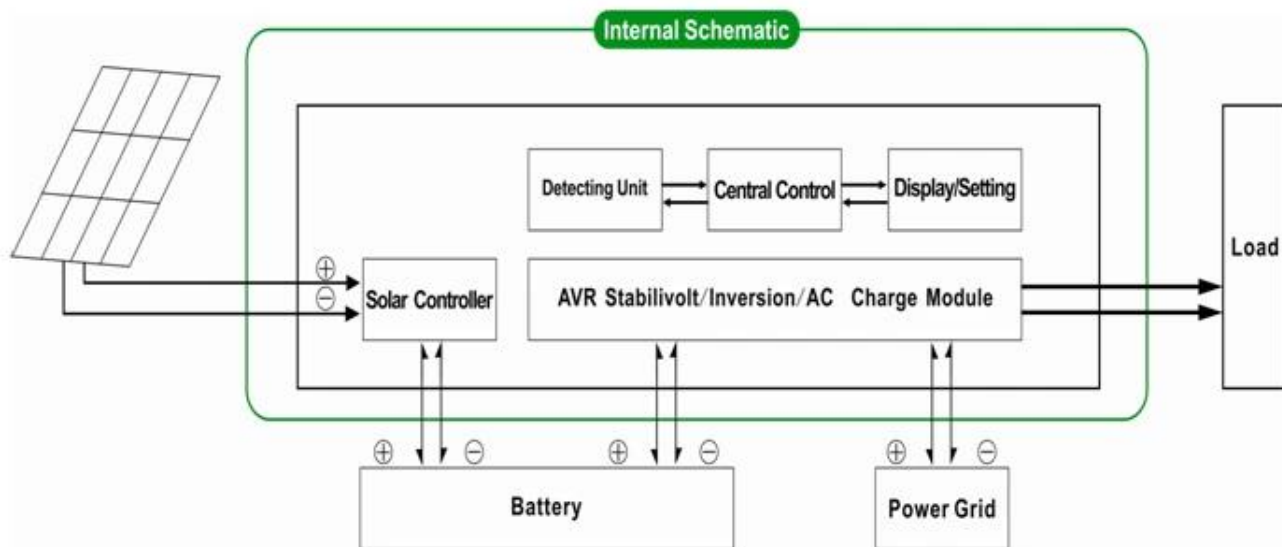 Internal Schematic
Detecting Unit
Central Control
Display/Setting
Load
⊕
⊖
Solar Controller
AVR Stabilivolt/Inversion/AC Charge Module
⊕ ⊖ ⊕ ⊖ ⊕ ⊖
Battery
Power Grid